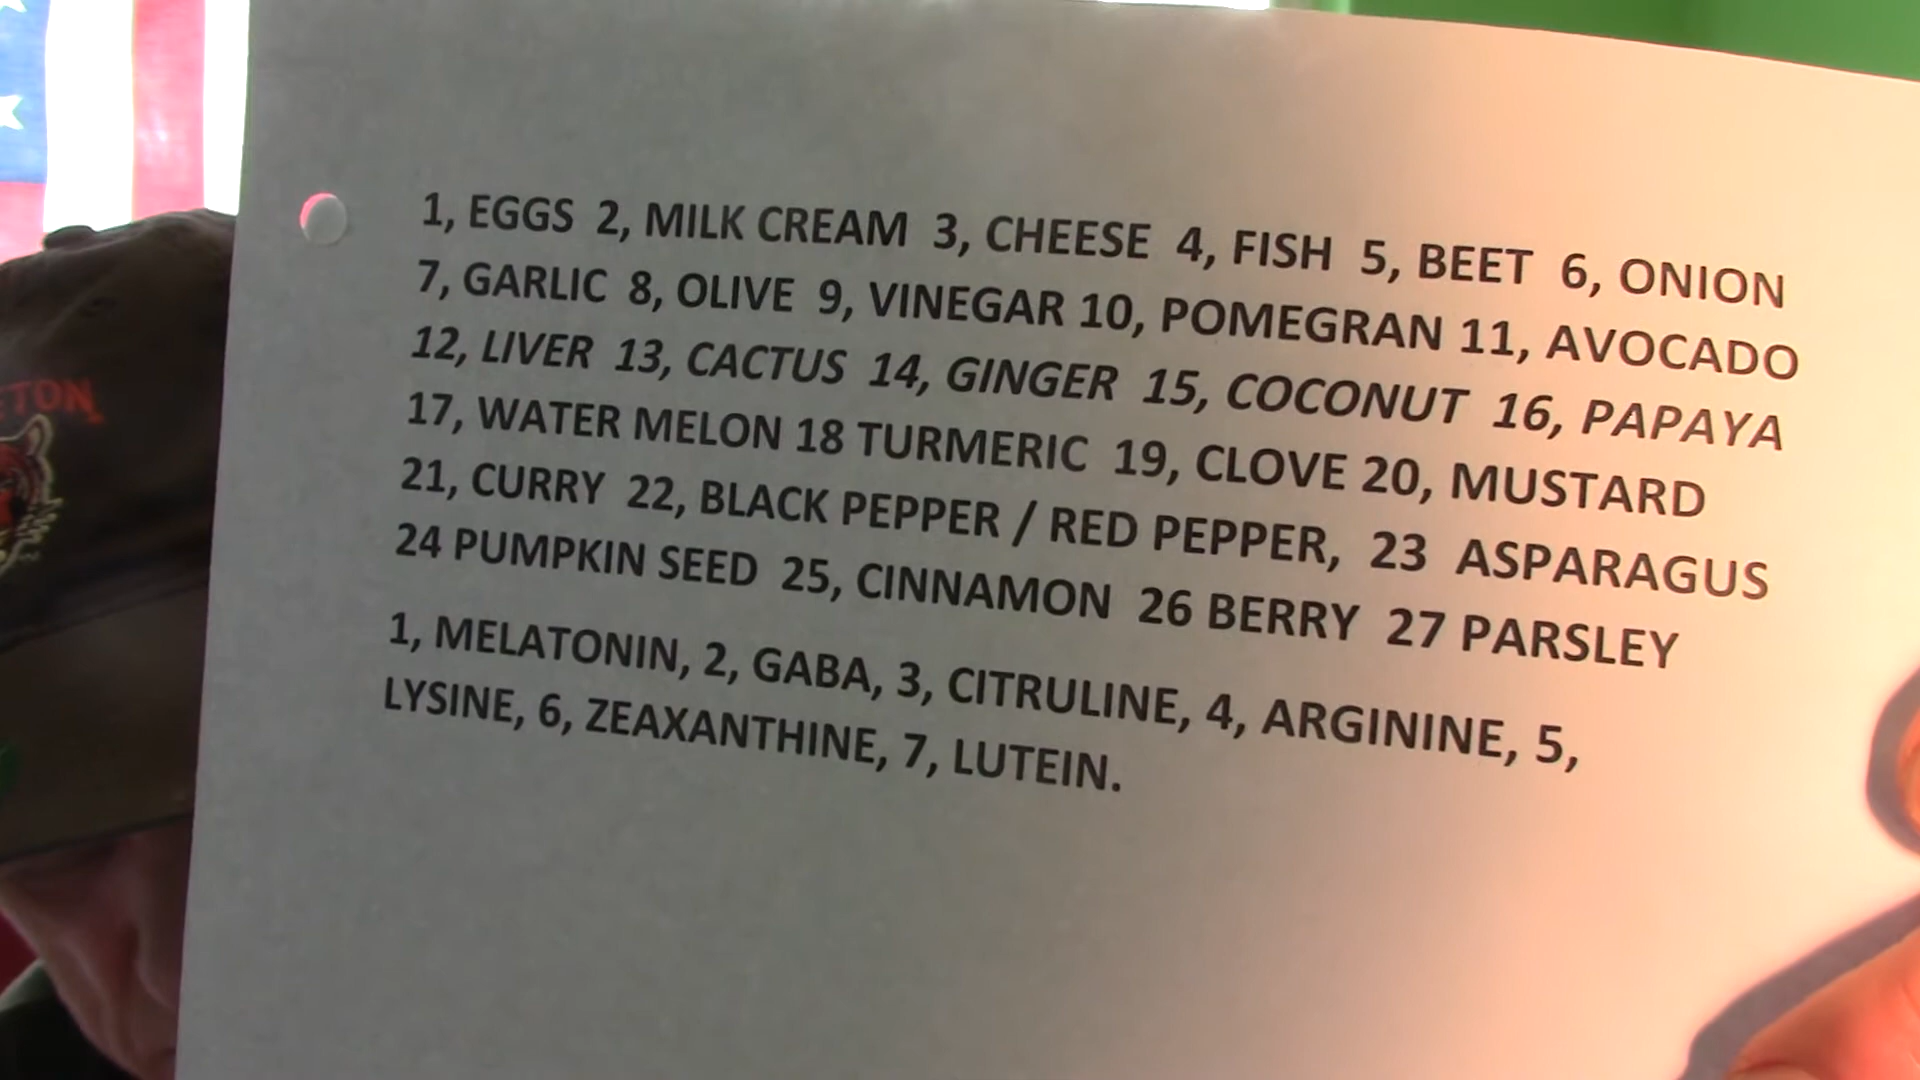 ETON
1, EGGS 2, MILK CREAM 3, CHEESE 4, FISH 5, BEET 6, ONION
7, GARLIC 8, OLIVE 9, VINEGAR 10, POMEGRAN 11, AVOCADO
12, LIVER 13, CACTUS 14, GINGER 15, COCONUT 16, PAPAYA
17, WATER MELON 18 TURMERIC 19, CLOVE 20, MUSTARD
21, CURRY 22, BLACK PEPPER / RED PEPPER, 23 ASPARAGUS
24 PUMPKIN SEED 25, CINNAMON 26 BERRY 27 PARSLEY
1, MELATONIN, 2, GABA, 3, CITRULINE, 4, ARGININE, 5,
LYSINE, 6, ZEAXANTHINE, 7, LUTEIN.